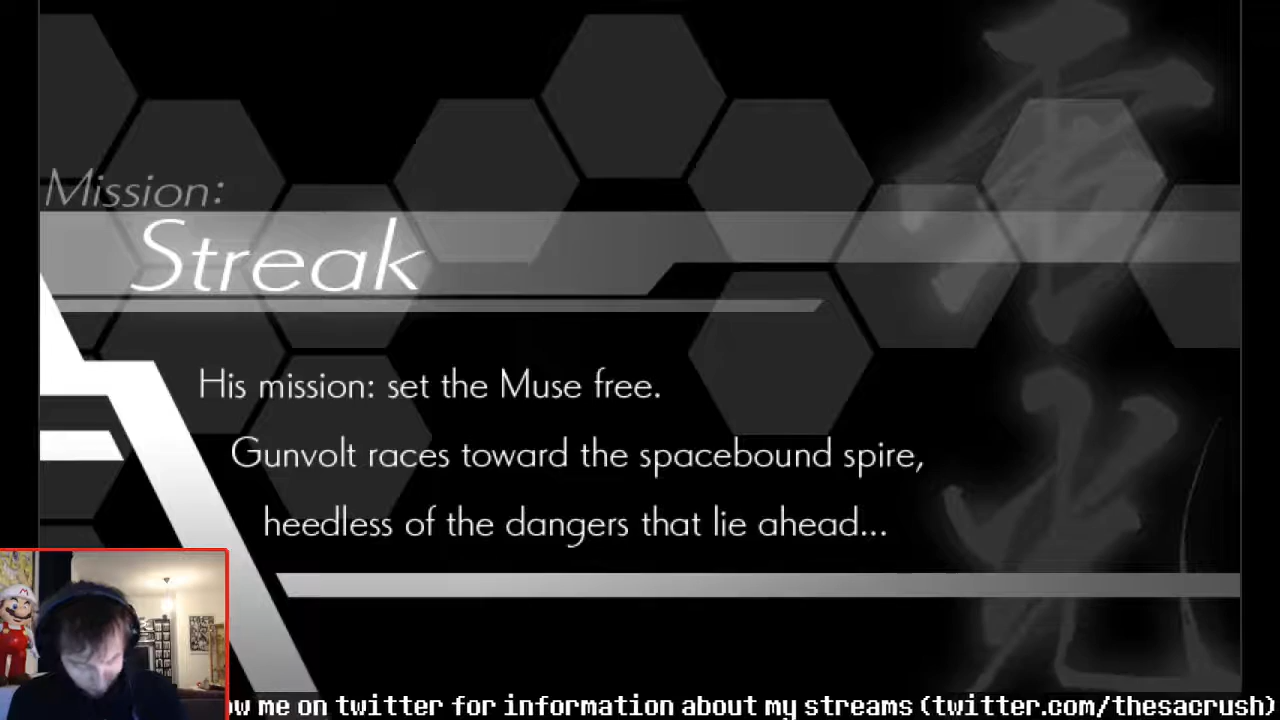 Mission:
Streak
His mission: set the Muse free.
Gunvolt races toward the spacebound spire,
heedless of the dangers that lie ahead...
ow me on twitter for information about my streams (twitter.com/thesacrush)